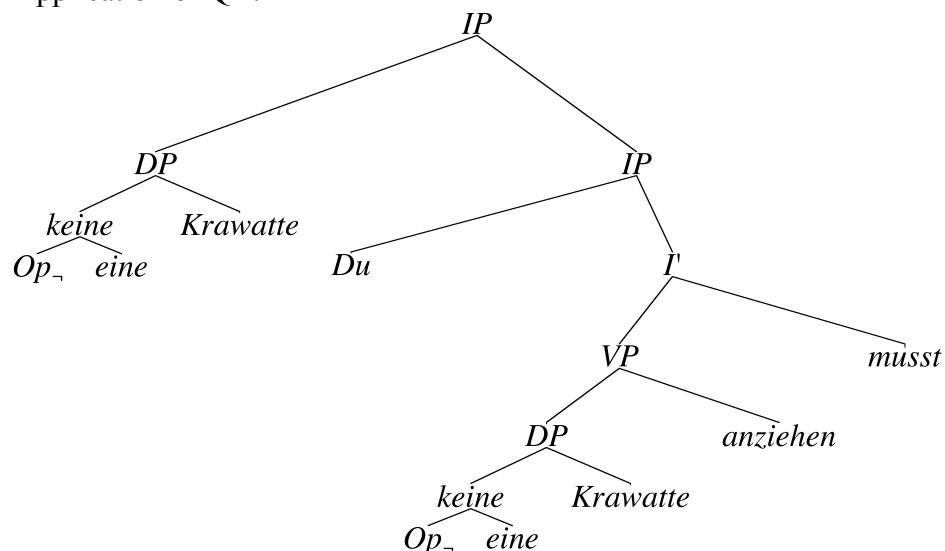 IP
DP IP
keine Krawatte
Op¬ eine Du I'
VP musst
DP anziehen
keine Krawatte
Op¬ eine